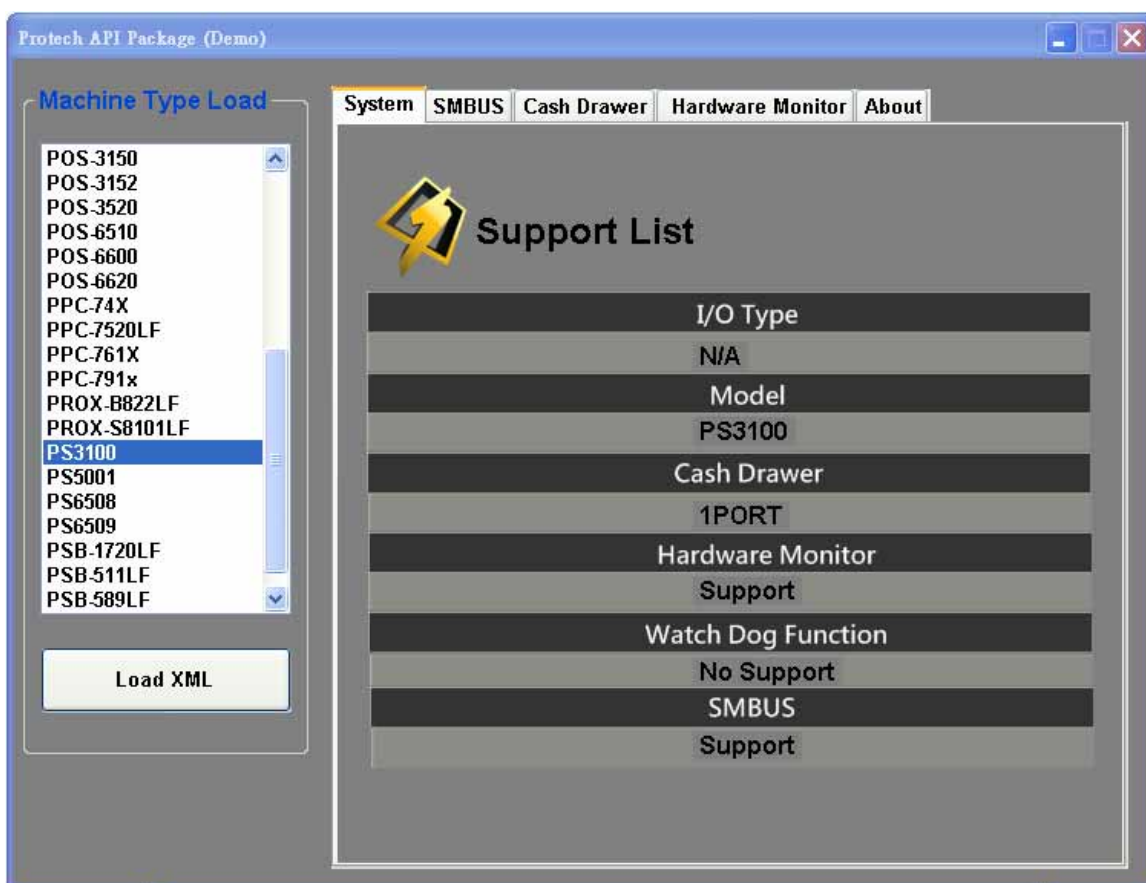 Protech API Package (Demo)
Machine Type Load
POS-3150
POS-3152
POS-3520
POS-6510
POS-6600
POS-6620
PPC-74X
PPC-7520LF
PPC-761X
PPC-791x
PROX-B822LF
PROX-S8101LF
PS3100
PS5001
PS6508
PS6509
PSB-1720LF
PSB-511LF
PSB-589LF
Load XML
System SMBUS Cash Drawer Hardware Monitor About
Support List
I/O Type
N/A
Model
PS3100
Cash Drawer
1PORT
Hardware Monitor
Support
Watch Dog Function
No Support
SMBUS
Support